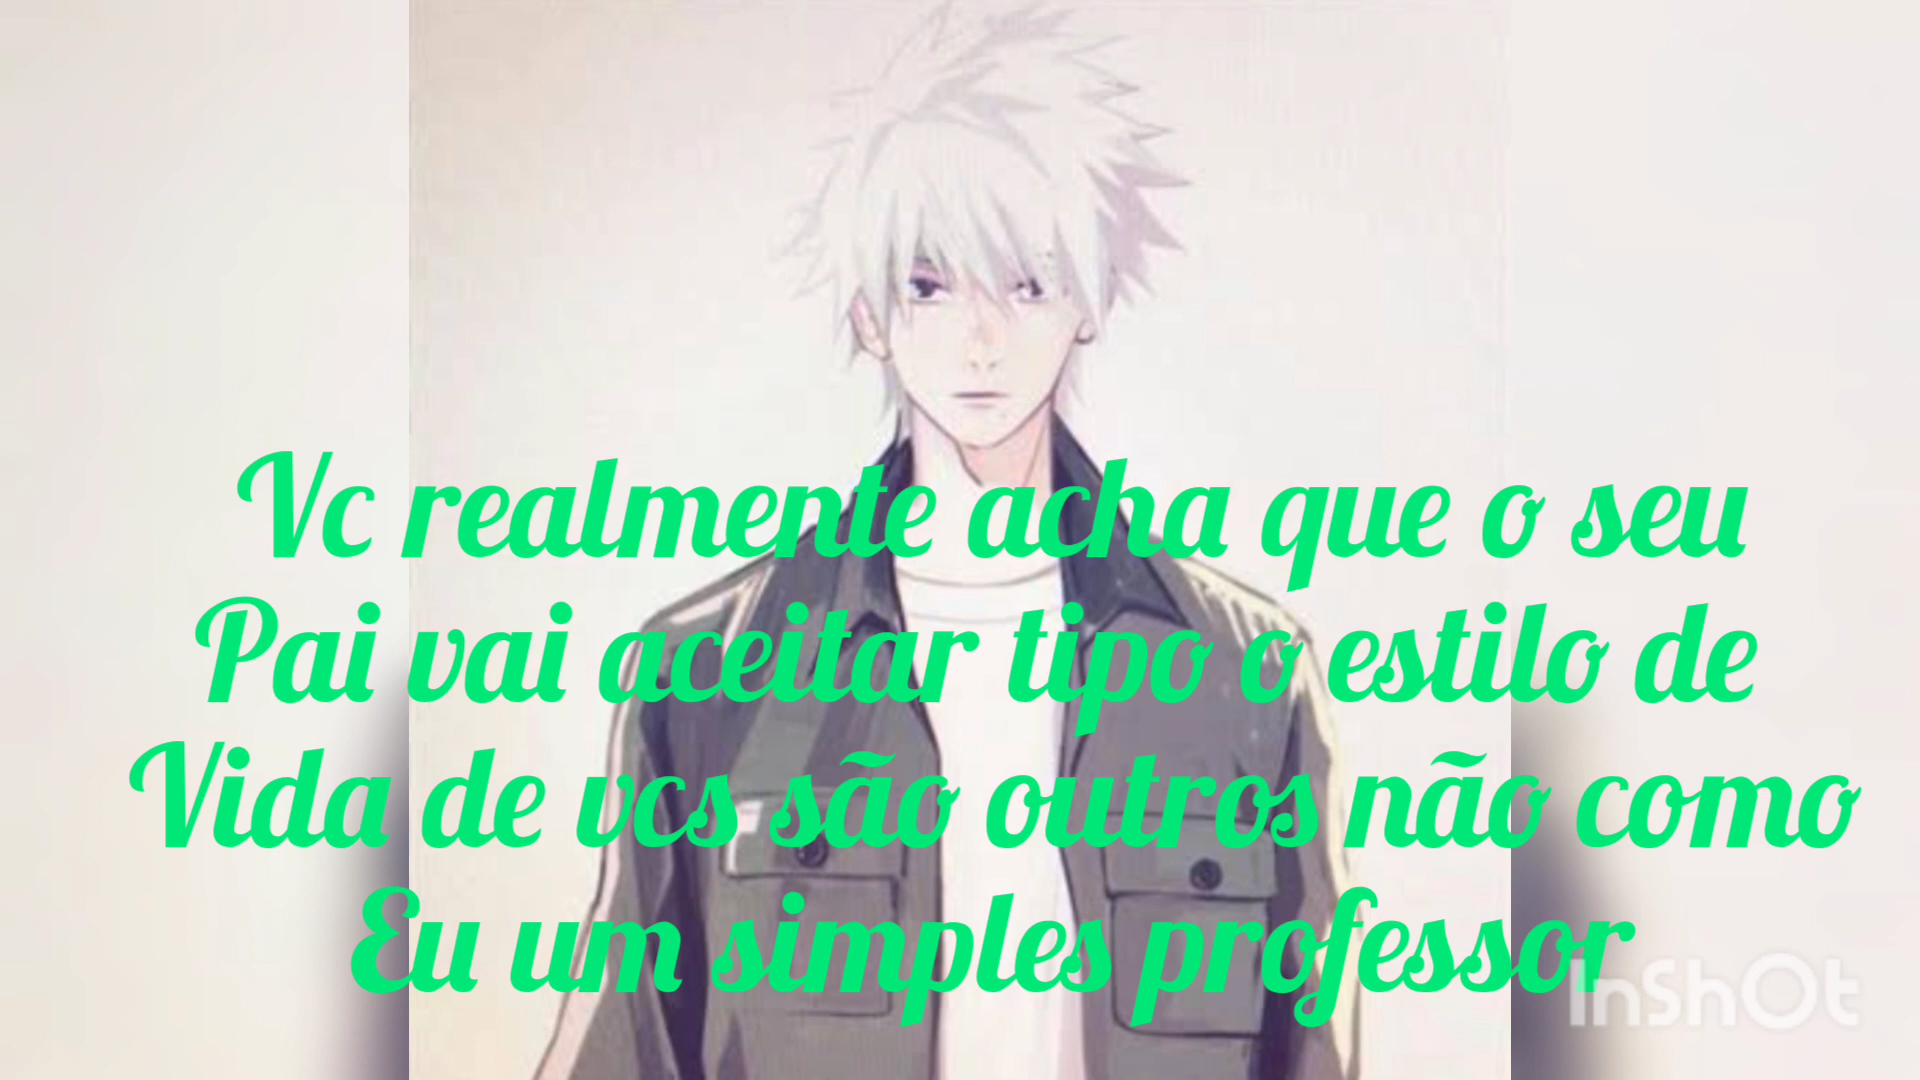 Vc realmente acha que o seu
Pai vai aceitar tipo o estilo de
Vida de vcs são outros não como
Eu um simples professor
InShOt